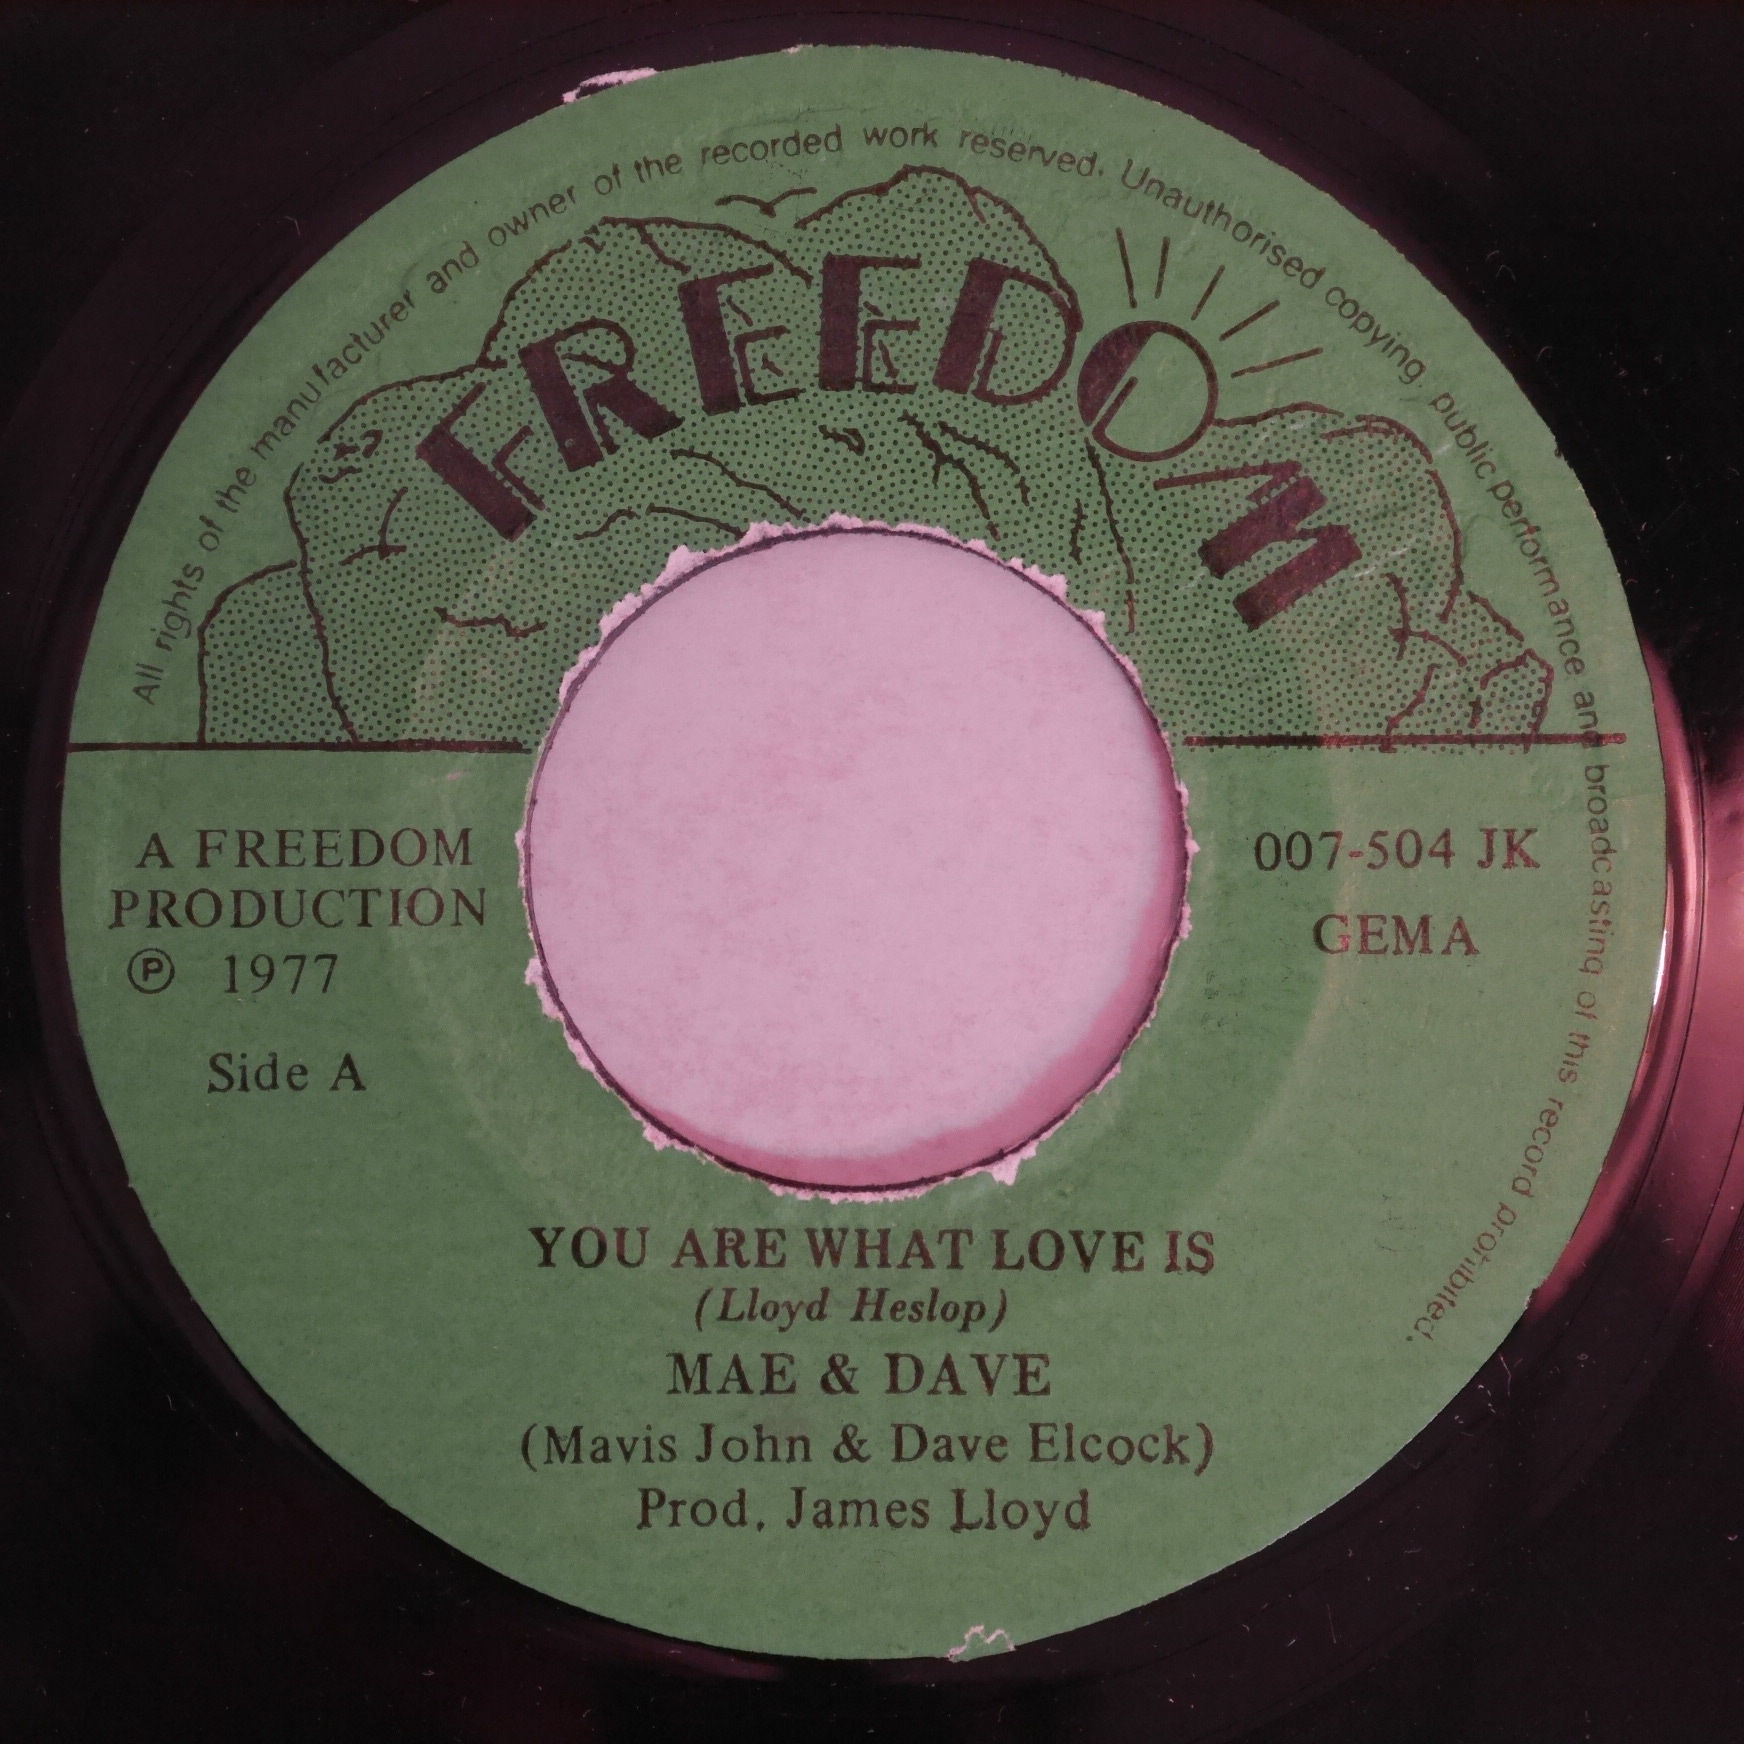 All rights of the manufacturer and owner of the recorded work reserved. Unauthorised copying, public performance and broadcasting of this record prohibited.
FREEDOM
A FREEDOM
PRODUCTION
Ⓟ 1977
Side A
007-504 JK
GEMA
YOU ARE WHAT LOVE IS
(Lloyd Heslop)
MAE & DAVE
(Mavis John & Dave Elcock)
Prod. James Lloyd